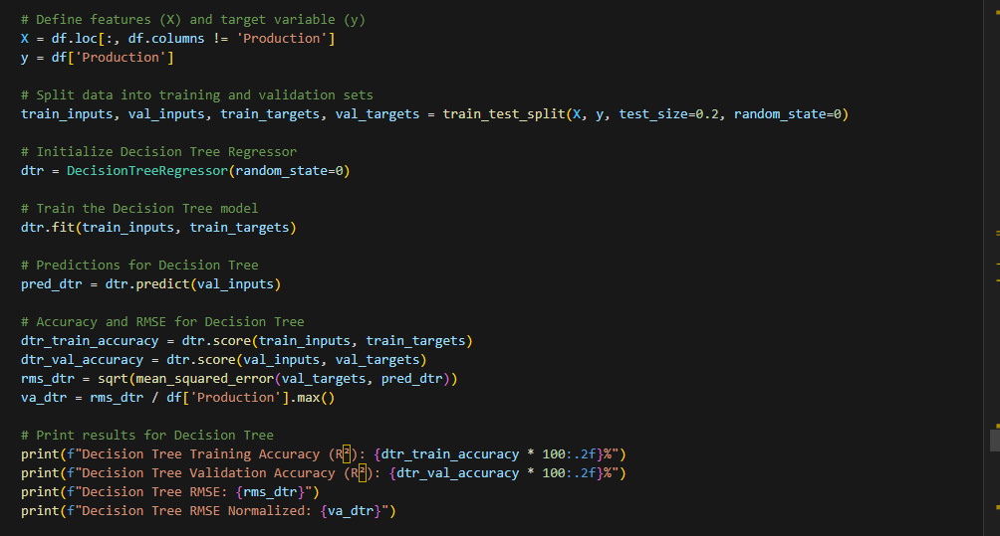 # Define features (X) and target variable (y)
X = df.loc[:, df.columns != 'Production']
y = df['Production']
# Split data into training and validation sets
train_inputs, val_inputs, train_targets, val_targets = train_test_split(X, y, test_size=0.2, random_state=0)
# Initialize Decision Tree Regressor
dtr = DecisionTreeRegressor(random_state=0)
# Train the Decision Tree model
dtr.fit(train_inputs, train_targets)
# Predictions for Decision Tree
pred_dtr = dtr.predict(val_inputs)
# Accuracy and RMSE for Decision Tree
dtr_train_accuracy = dtr.score(train_inputs, train_targets)
dtr_val_accuracy = dtr.score(val_inputs, val_targets)
rms_dtr = sqrt(mean_squared_error(val_targets, pred_dtr))
va_dtr = rms_dtr / df['Production'].max()
# Print results for Decision Tree
print(f"Decision Tree Training Accuracy (R²): {dtr_train_accuracy * 100:.2f}%")
print(f"Decision Tree Validation Accuracy (R²): {dtr_val_accuracy * 100:.2f}%")
print(f"Decision Tree RMSE: {rms_dtr}")
print(f"Decision Tree RMSE Normalized: {va_dtr}")